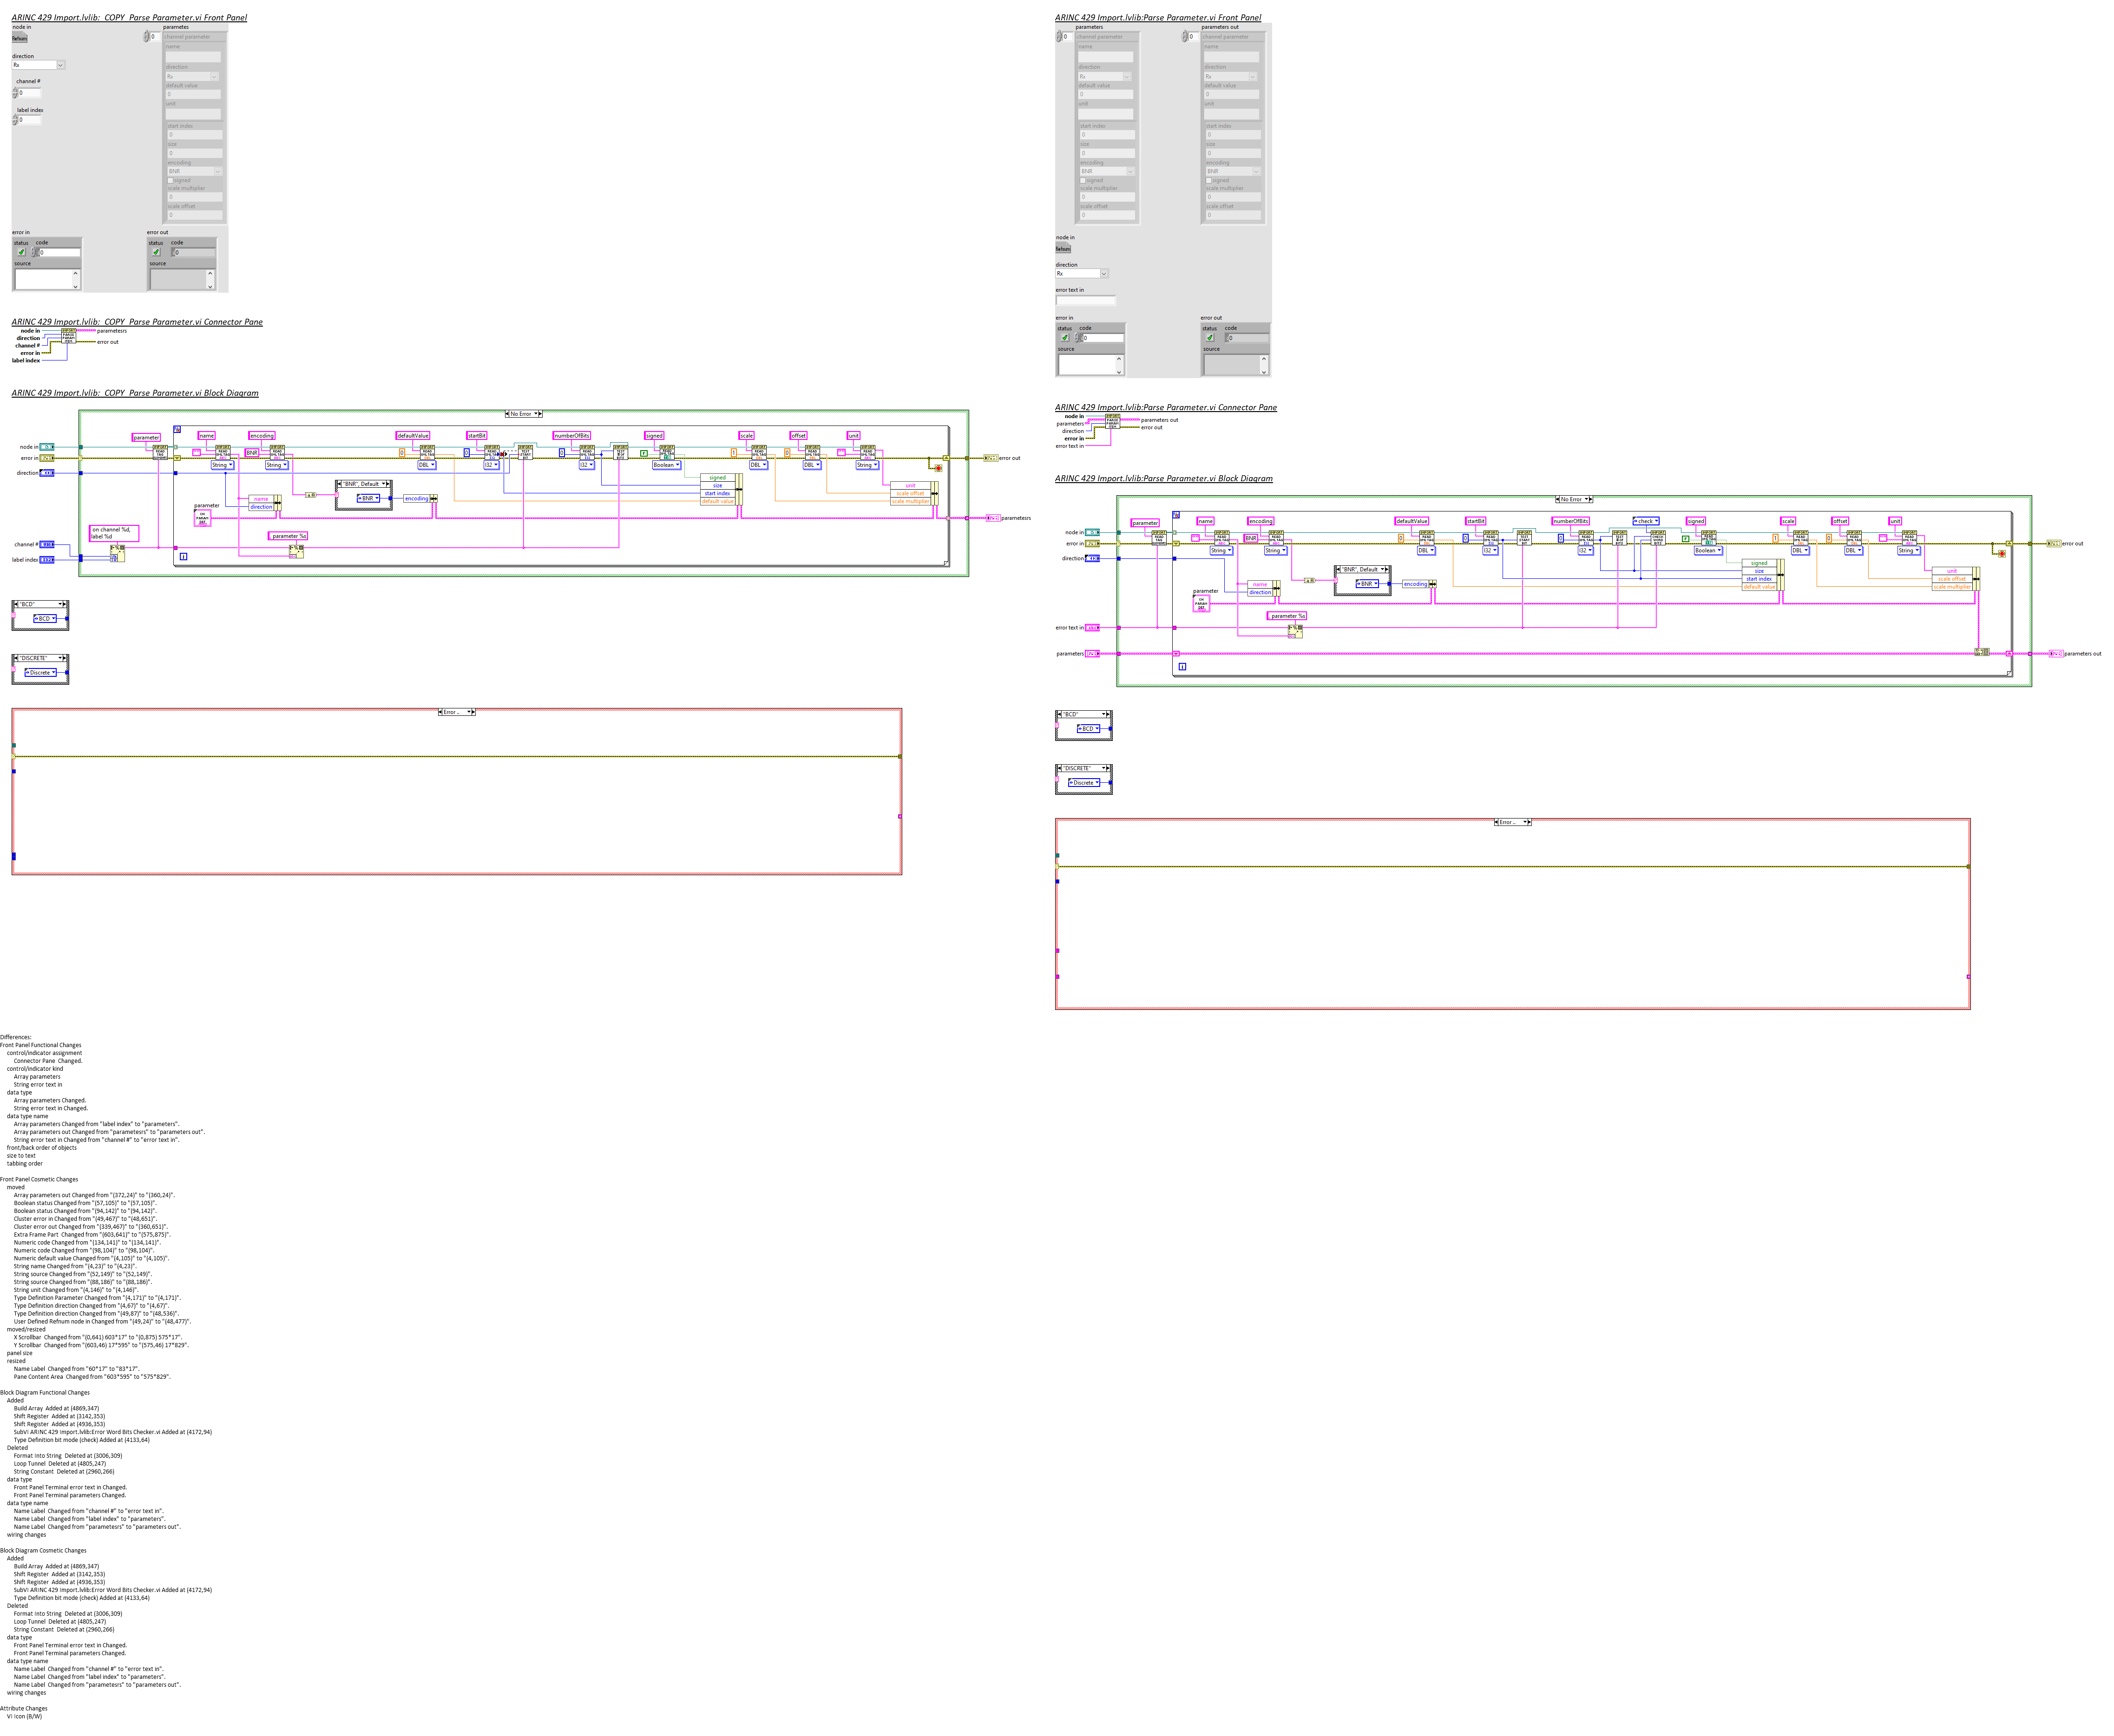 ARINC 429 Import.lvlib:  COPY  Parse Parameter.vi Front Panel
node in
direction
Rx
channel #
0
label index
0
parametes
0
channel parameter
name
direction
Rx
default value
0
unit
start index
0
size
0
encoding
BNR
signed
scale multiplier
0
scale offset
0
error in
status code
0
source
error out
status code
0
source
ARINC 429 Import.lvlib:  COPY  Parse Parameter.vi Connector Pane
node in
direction
channel #
error in
label index
parametesrs
error out
ARINC 429 Import.lvlib:  COPY  Parse Parameter.vi Block Diagram
No Error
node in
error in
direction
channel #
label index
parameter
name
encoding
defaultValue
startBit
numberOfBits
signed
scale
offset
unit
BNR
String
String
DBL
I32
I32
Boolean
DBL
DBL
String
"BNR", Default
BNR
encoding
name
direction
parameter
signed
size
start index
default value
unit
scale offset
scale multiplier
on channel %d,
label %d
parameter %s
error out
parametesrs
"BCD"
BCD
"DISCRETE"
Discrete
Error
ARINC 429 Import.lvlib:Parse Parameter.vi Front Panel
parameters
0
channel parameter
name
direction
Rx
default value
0
unit
start index
0
size
0
encoding
BNR
signed
scale multiplier
0
scale offset
0
parameters out
0
channel parameter
name
direction
Rx
default value
0
unit
start index
0
size
0
encoding
BNR
signed
scale multiplier
0
scale offset
0
node in
direction
Rx
error text in
error in
status code
0
source
error out
status code
0
source
ARINC 429 Import.lvlib:Parse Parameter.vi Connector Pane
node in
parameters
direction
error in
error text in
parameters out
error out
ARINC 429 Import.lvlib:Parse Parameter.vi Block Diagram
No Error
node in
error in
direction
error text in
parameters
parameter
name
encoding
defaultValue
startBit
numberOfBits
check
signed
scale
offset
unit
BNR
String
String
DBL
I32
I32
Boolean
DBL
DBL
String
"BNR", Default
BNR
encoding
name
direction
parameter
signed
size
start index
default value
unit
scale offset
scale multiplier
parameter %s
error out
parameters out
"BCD"
BCD
"DISCRETE"
Discrete
Error
Differences:
Front Panel Functional Changes
control/indicator assignment
Connector Pane  Changed.
control/indicator kind
Array parameters
String error text in
data type
Array parameters Changed.
String error text in Changed.
data type name
Array parameters Changed from "label index" to "parameters".
Array parameters out Changed from "parametesrs" to "parameters out".
String error text in Changed from "channel #" to "error text in".
front/back order of objects
size to text
tabbing order
Front Panel Cosmetic Changes
moved
Array parameters out Changed from "(372,24)" to "(360,24)".
Boolean status Changed from "(57,105)" to "(57,105)".
Boolean status Changed from "(94,142)" to "(94,142)".
Cluster error in Changed from "(49,467)" to "(48,651)".
Cluster error out Changed from "(339,467)" to "(360,651)".
Extra Frame Part  Changed from "(603,641)" to "(575,875)".
Numeric code Changed from "(134,141)" to "(134,141)".
Numeric code Changed from "(98,104)" to "(98,104)".
Numeric default value Changed from "(4,105)" to "(4,105)".
String name Changed from "(4,23)" to "(4,23)".
String source Changed from "(52,149)" to "(52,149)".
String source Changed from "(88,186)" to "(88,186)".
String unit Changed from "(4,146)" to "(4,146)".
Type Definition Parameter Changed from "(4,171)" to "(4,171)".
Type Definition direction Changed from "(4,67)" to "(4,67)".
Type Definition direction Changed from "(49,87)" to "(48,536)".
User Defined Refnum node in Changed from "(49,24)" to "(48,477)".
moved/resized
X Scrollbar  Changed from "(0,641) 603*17" to "(0,875) 575*17".
Y Scrollbar  Changed from "(603,46) 17*595" to "(575,46) 17*829".
panel size
resized
Name Label  Changed from "60*17" to "83*17".
Pane Content Area  Changed from "603*595" to "575*829".
Block Diagram Functional Changes
Added
Build Array  Added at (4869,347)
Shift Register  Added at (3142,353)
Shift Register  Added at (4936,353)
SubVI ARINC 429 Import.lvlib:Error Word Bits Checker.vi Added at (4172,94)
Type Definition bit mode (check) Added at (4133,64)
Deleted
Format Into String  Deleted at (3006,309)
Loop Tunnel  Deleted at (4805,247)
String Constant  Deleted at (2960,266)
data type
Front Panel Terminal error text in Changed.
Front Panel Terminal parameters Changed.
data type name
Name Label  Changed from "channel #" to "error text in".
Name Label  Changed from "label index" to "parameters".
Name Label  Changed from "parametesrs" to "parameters out".
wiring changes
Block Diagram Cosmetic Changes
Added
Build Array  Added at (4869,347)
Shift Register  Added at (3142,353)
Shift Register  Added at (4936,353)
SubVI ARINC 429 Import.lvlib:Error Word Bits Checker.vi Added at (4172,94)
Type Definition bit mode (check) Added at (4133,64)
Deleted
Format Into String  Deleted at (3006,309)
Loop Tunnel  Deleted at (4805,247)
String Constant  Deleted at (2960,266)
data type
Front Panel Terminal error text in Changed.
Front Panel Terminal parameters Changed.
data type name
Name Label  Changed from "channel #" to "error text in".
Name Label  Changed from "label index" to "parameters".
Name Label  Changed from "parametesrs" to "parameters out".
wiring changes
Attribute Changes
VI Icon (B/W)